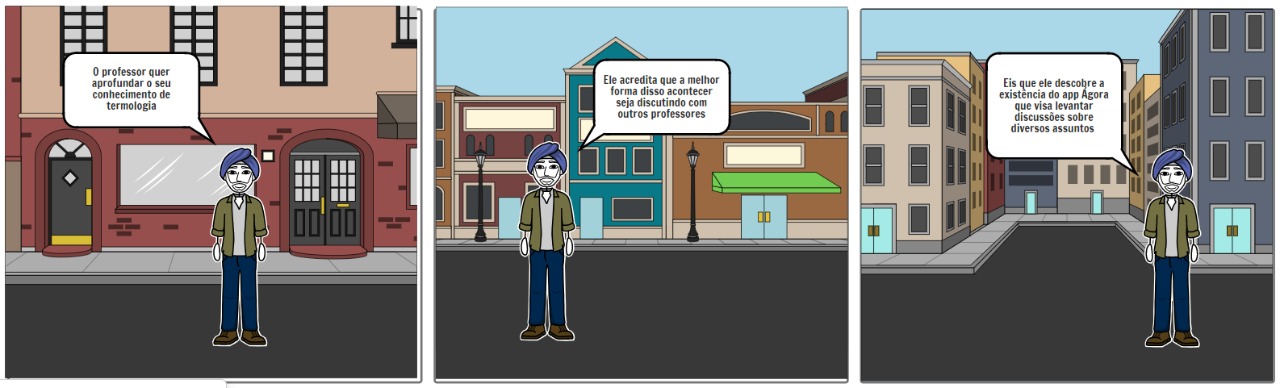 O professor quer
aprofundar o seu
conhecimento de
termologia
Ele acredita que a melhor
forma disso acontecer
seja discutindo com
outros professores
Eis que ele descobre a
existência do app Ágora
que visa levantar
discussões sobre
diversos assuntos